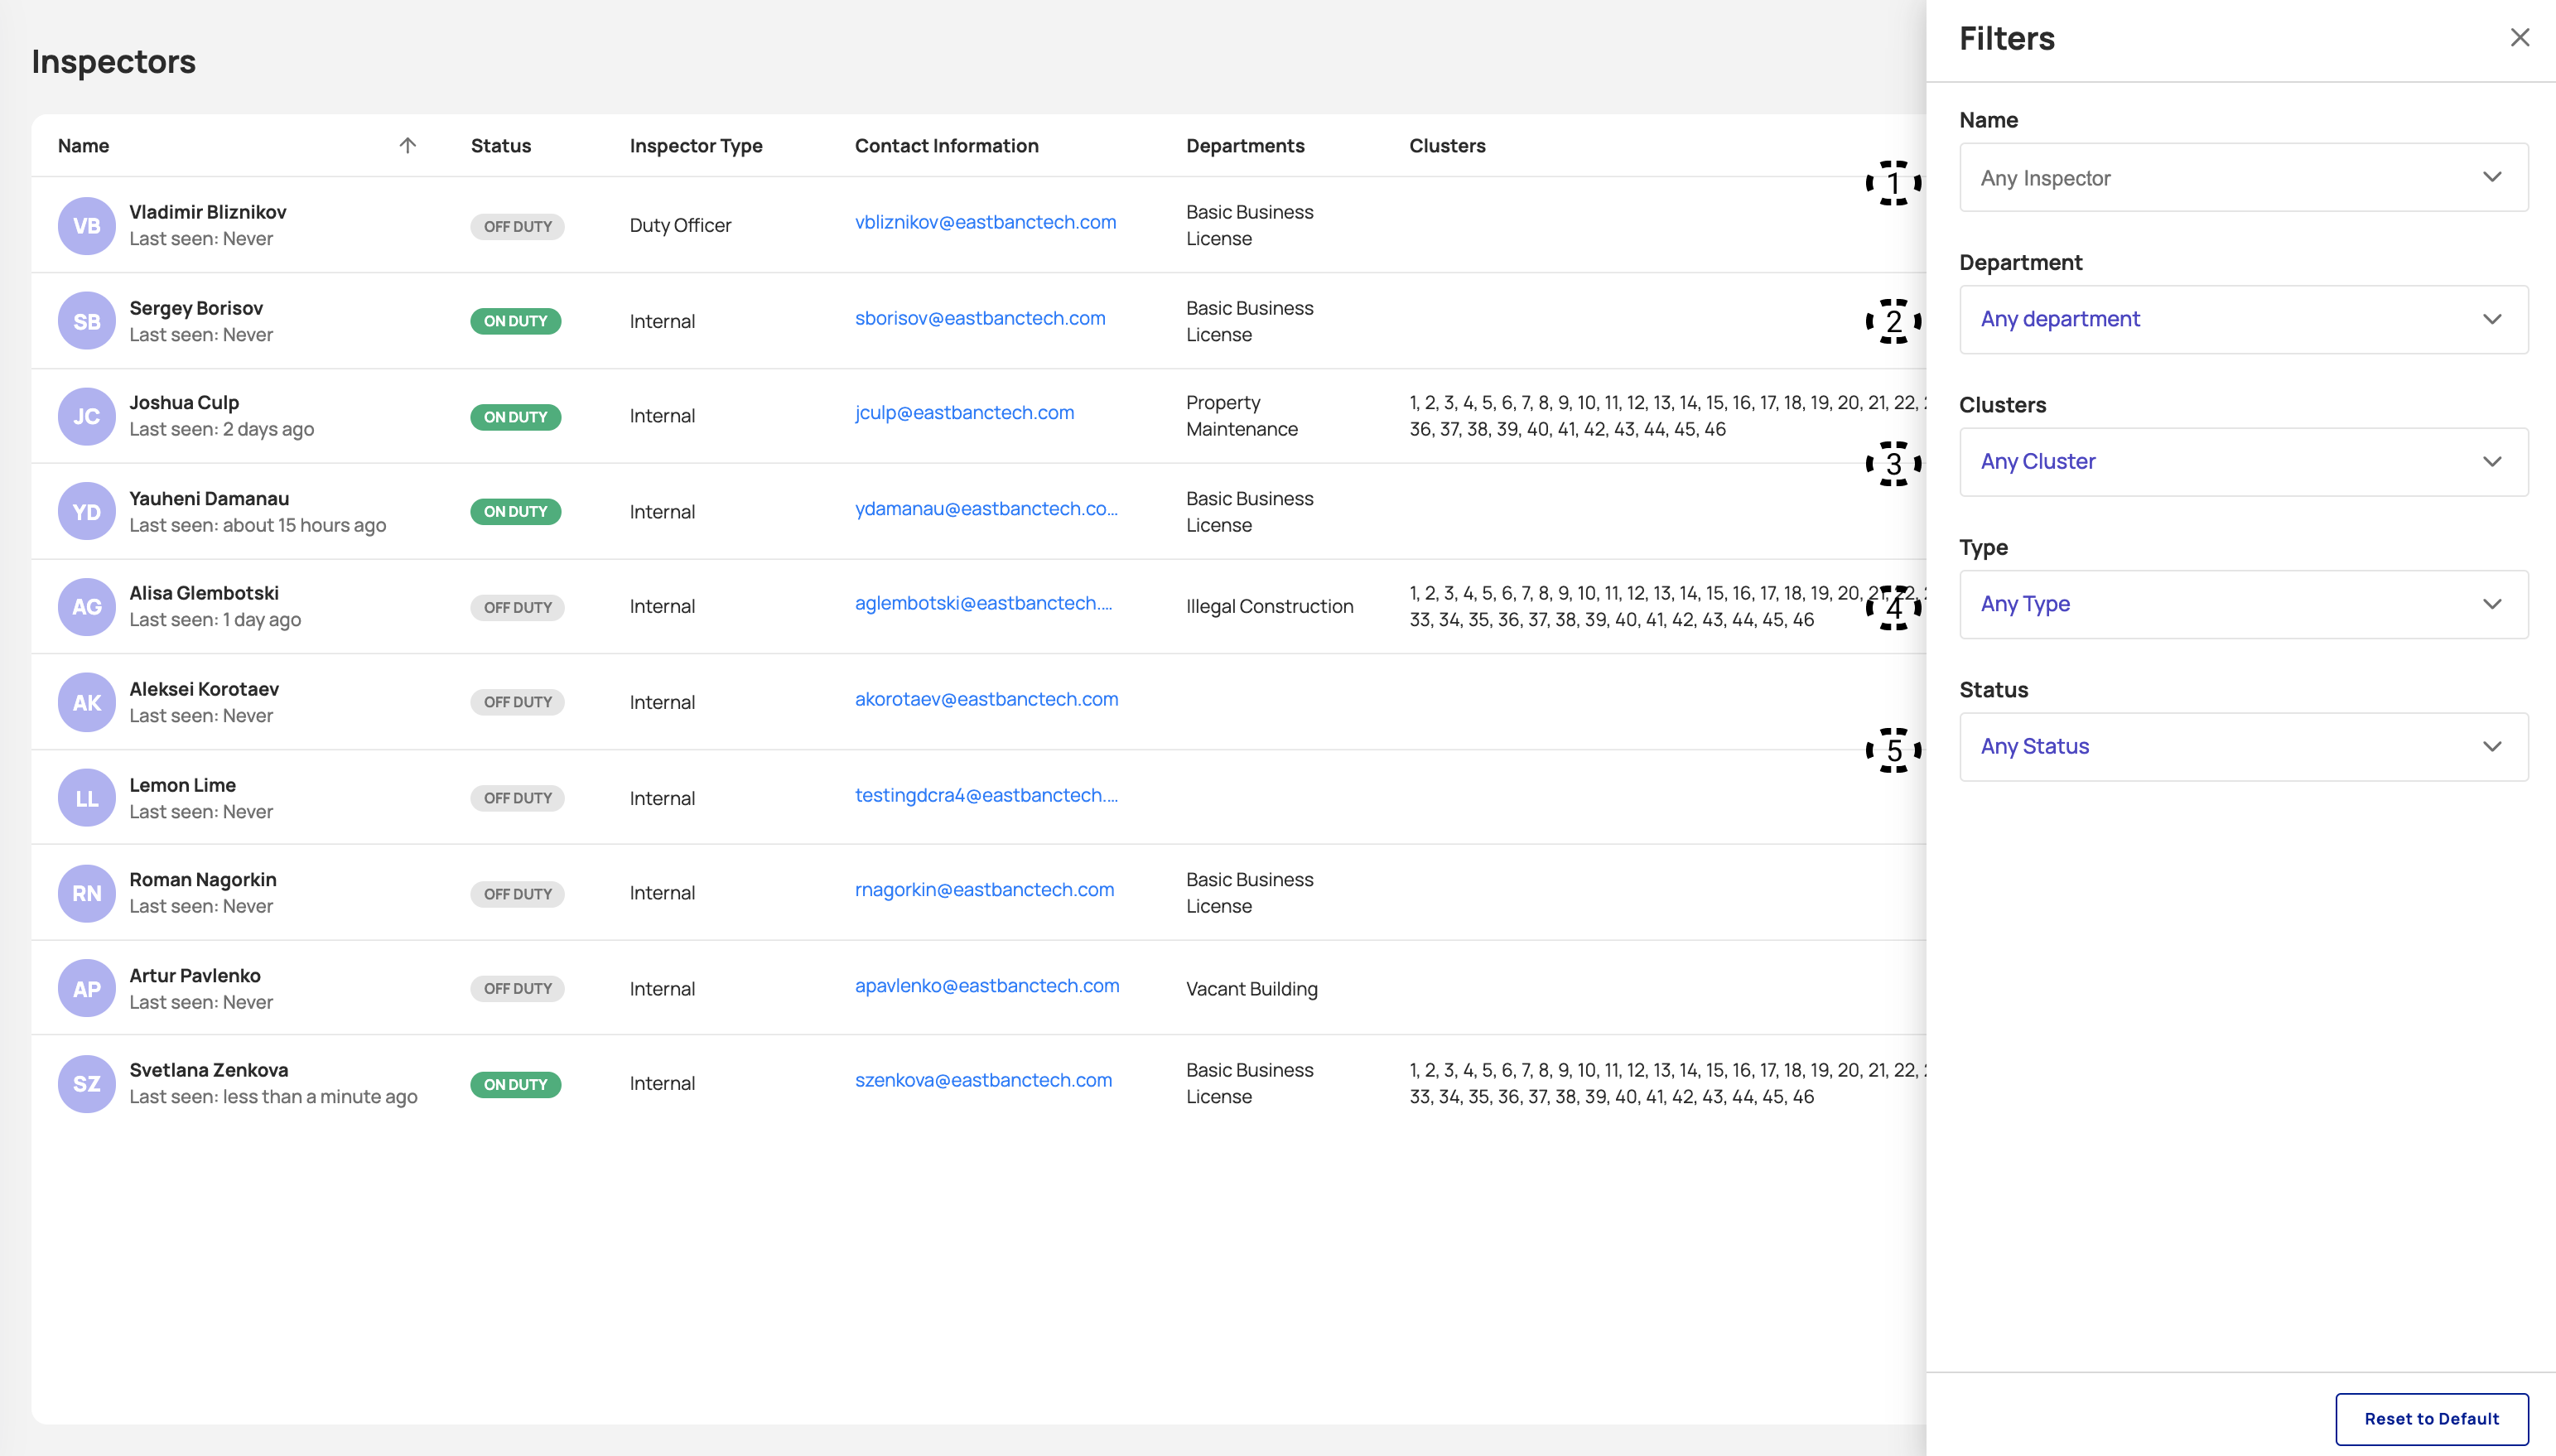 Inspectors
Name Status Inspector Type Contact Information Departments Clusters
VB Vladimir Bliznikov
Last seen: Never
OFF DUTY Duty Officer vbliznikov@eastbanctech.com Basic Business
License
SB Sergey Borisov
Last seen: Never
ON DUTY Internal sborisov@eastbanctech.com Basic Business
License
JC Joshua Culp
Last seen: 2 days ago
ON DUTY Internal jculp@eastbanctech.com Property
Maintenance
1, 2, 3, 4, 5, 6, 7, 8, 9, 10, 11, 12, 13, 14, 15, 16, 17, 18, 19, 20, 21, 22,
36, 37, 38, 39, 40, 41, 42, 43, 44, 45, 46
YD Yauheni Damanau
Last seen: about 15 hours ago
ON DUTY Internal ydamanau@eastbanctech.co... Basic Business
License
AG Alisa Glembotski
Last seen: 1 day ago
OFF DUTY Internal aglembotski@eastbanctech.... Illegal Construction
1, 2, 3, 4, 5, 6, 7, 8, 9, 10, 11, 12, 13, 14, 15, 16, 17, 18, 19, 20, 21, 22,
33, 34, 35, 36, 37, 38, 39, 40, 41, 42, 43, 44, 45, 46
AK Aleksei Korotaev
Last seen: Never
OFF DUTY Internal akorotaev@eastbanctech.com
LL Lemon Lime
Last seen: Never
OFF DUTY Internal testingdcra4@eastbanctech....
RN Roman Nagorkin
Last seen: Never
OFF DUTY Internal rnagorkin@eastbanctech.com Basic Business
License
AP Artur Pavlenko
Last seen: Never
OFF DUTY Internal apavlenko@eastbanctech.com Vacant Building
SZ Svetlana Zenkova
Last seen: less than a minute ago
ON DUTY Internal szenkova@eastbanctech.com Basic Business
License
1, 2, 3, 4, 5, 6, 7, 8, 9, 10, 11, 12, 13, 14, 15, 16, 17, 18, 19, 20, 21, 22,
33, 34, 35, 36, 37, 38, 39, 40, 41, 42, 43, 44, 45, 46
Filters
1
Name
Any Inspector
2
Department
Any department
3
Clusters
Any Cluster
4
Type
Any Type
5
Status
Any Status
Reset to Default